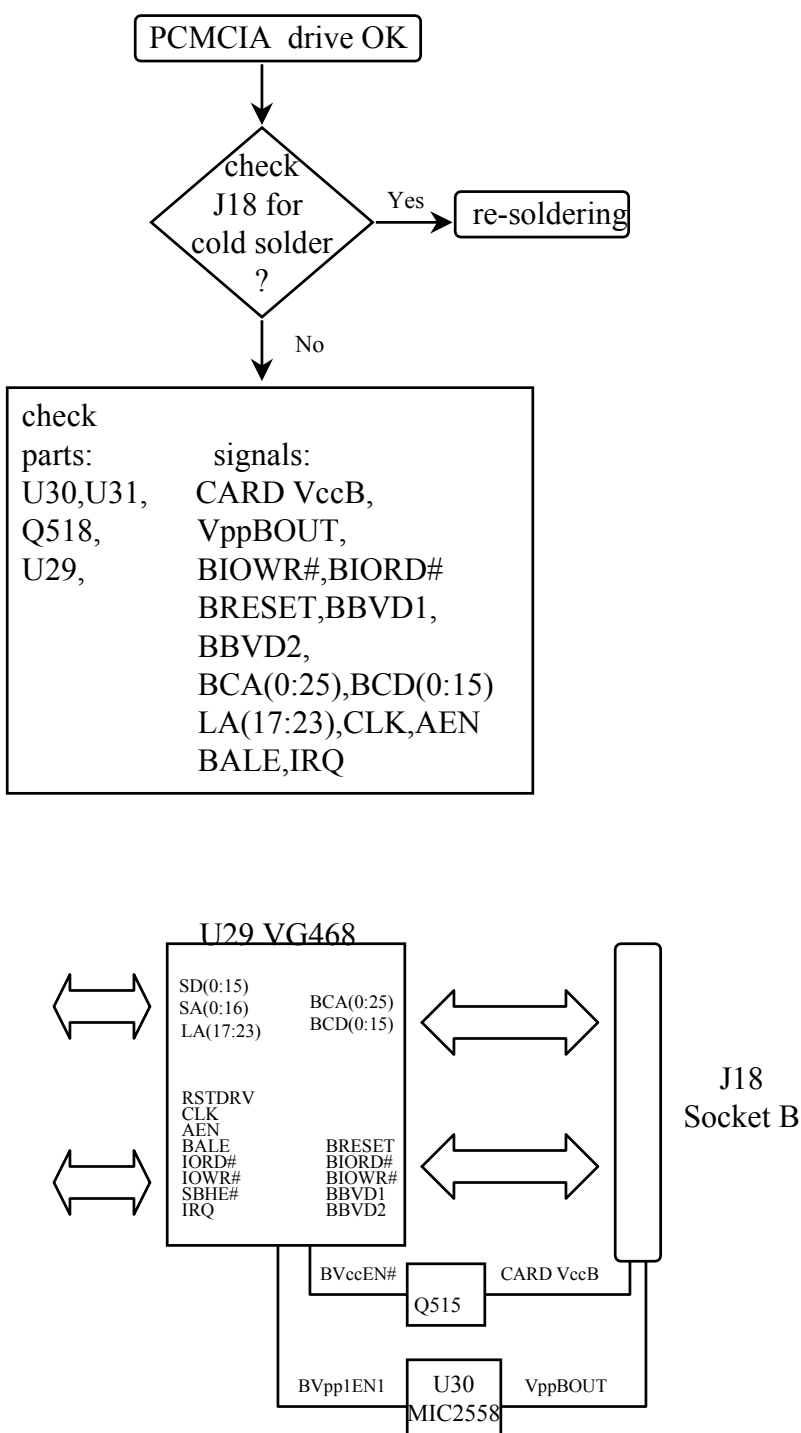 PCMCIA drive OK
check
J18 for
cold solder
?
Yes
re-soldering
No
check
parts: signals:
U30,U31, CARD VccB,
Q518, VppBOUT,
U29, BIOWR#,BIORD#
BRESET,BBVD1,
BBVD2,
BCA(0:25),BCD(0:15)
LA(17:23),CLK,AEN
BALE,IRQ
U29 VG468
SD(0:15)
SA(0:16)
LA(17:23)
BCA(0:25)
BCD(0:15)
RSTDRV
CLK
AEN
BALE
IORD#
IOWR#
SBHE#
IRQ
BRESET
BIORD#
BIOWR#
BBVD1
BBVD2
J18
Socket B
BVccEN#
Q515
CARD VccB
BVpp1EN1
U30
MIC2558
VppBOUT